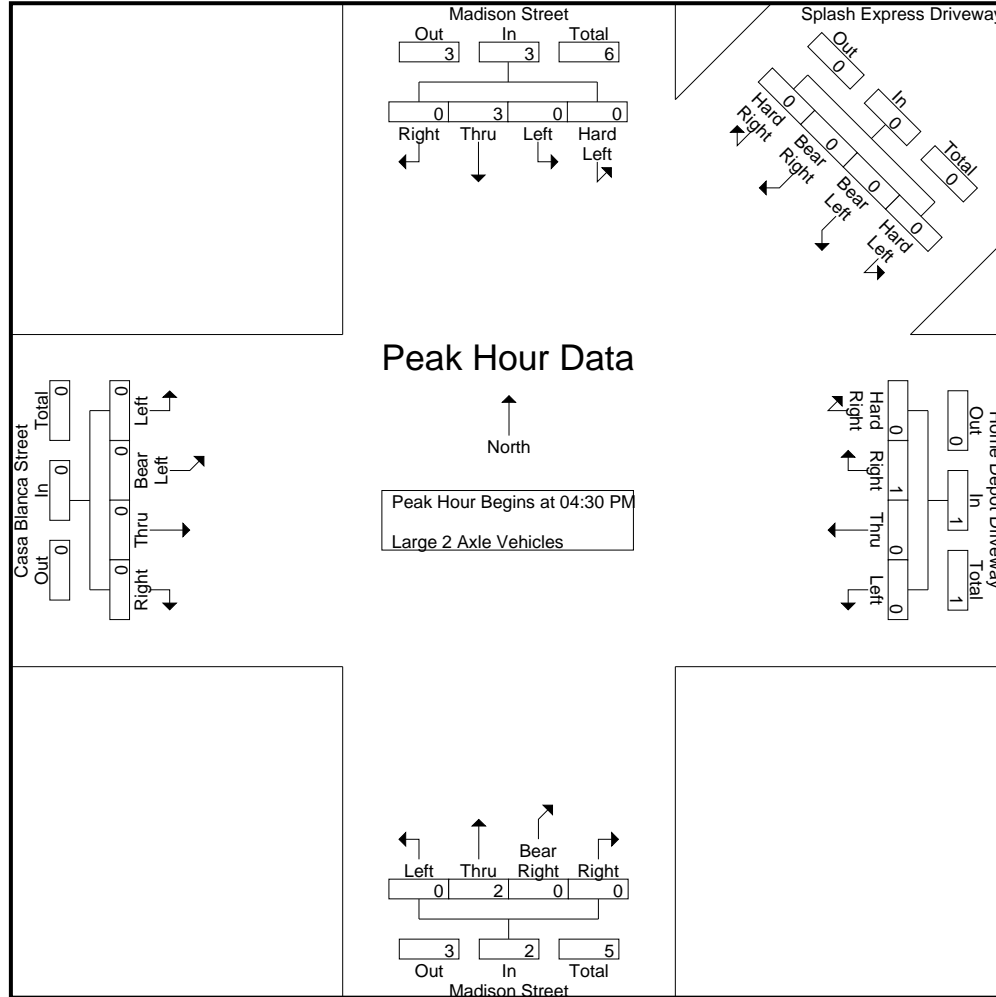 Madison Street
Out In Total
3 3 6
0 3 0 0
Right Thru Left Hard
Left
Splash Express Driveway
Out In Total
0 0 0
0 0 0 0
Hard
Right
Bear
Right
Bear
Left
Hard
Left
Peak Hour Data
North
Peak Hour Begins at 04:30 PM
Large 2 Axle Vehicles
Casa Blanca Street
Total In Out
0 0 0
0 0 0 0
Left
Bear
Left
Thru
Right
Home Depot Driveway
Out In Total
0 1 1
0 1 0 0
Hard
Right
Right
Thru
Left
Bear
Left Thru Right Right
0 2 0 0
3 2 5
Out In Total
Madison Street